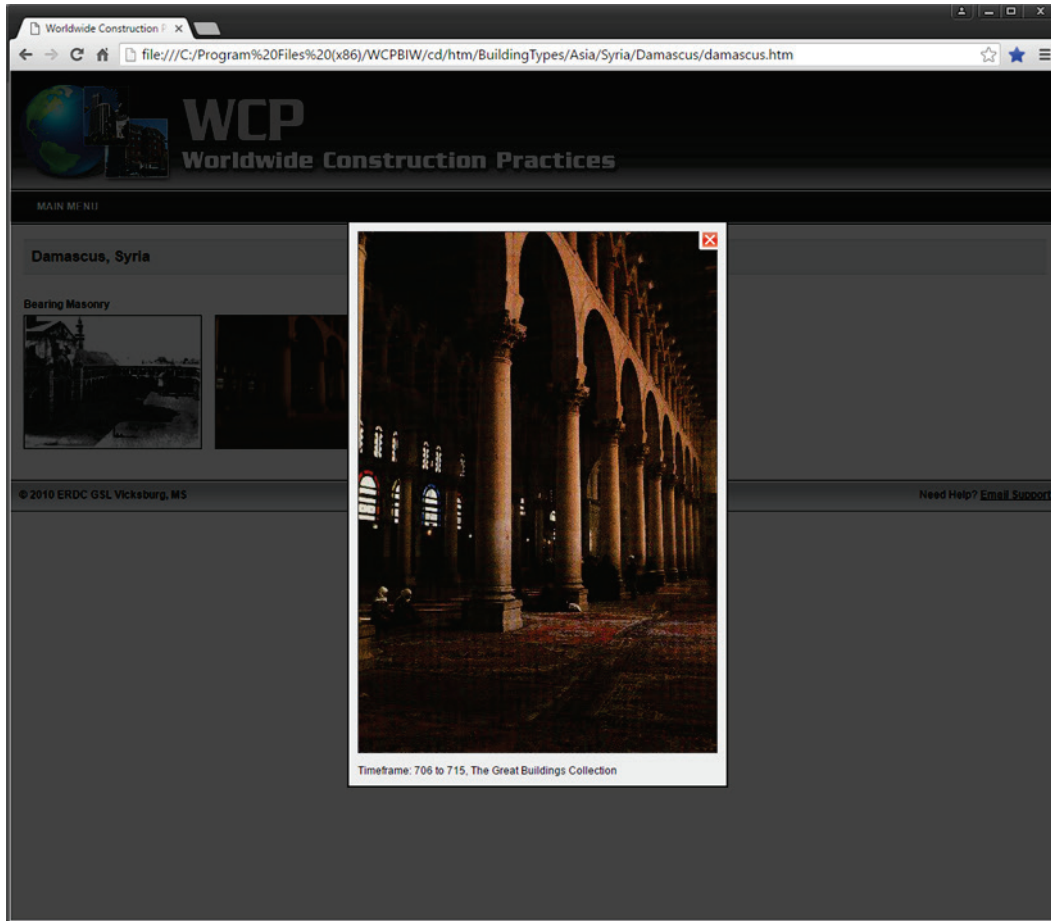 Worldwide Construction P
file:///C:/Program%20Files%20(x86)/WCPBIW/cd/htm/BuildingTypes/Asia/Syria/Damascus/damascus.htm
WCP
Worldwide Construction Practices
MAIN MENU
Damascus, Syria
Bearing Masonry
Timeframe: 706 to 715, The Great Buildings Collection
© 2010 ERDC GSL Vicksburg, MS
Need Help? Email Support